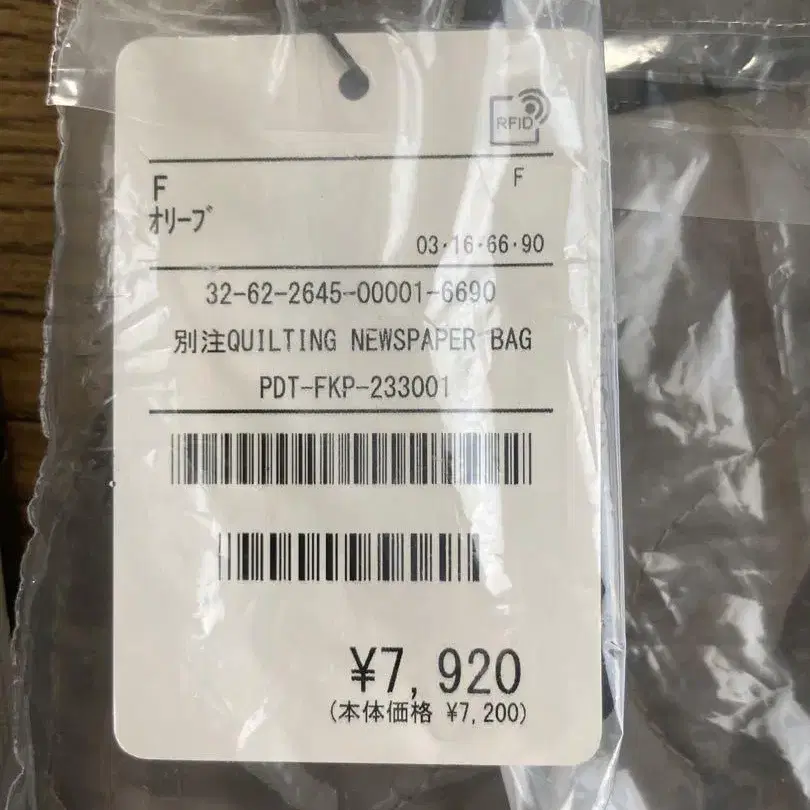 RFID
F F
オリーブ
03・16・66・90
32-62-2645-00001-6690
別注QUILTING NEWSPAPER BAG
PDT-FKP-233001
¥7,920
(本体価格 ¥7,200)